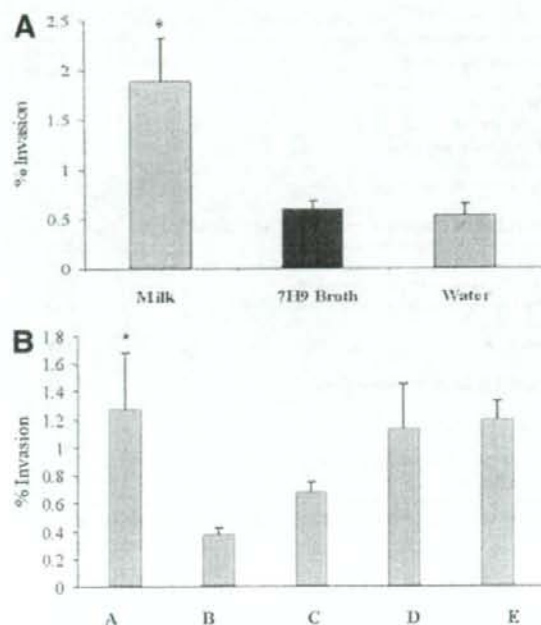 A
% Invasion
2.5
2
1.5
1
0.5
0
*
Milk
7H9 Broth
Water
B
% Invasion
1.8
1.6
1.4
1.2
1
0.8
0.6
0.4
0.2
0
*
A
B
C
D
E